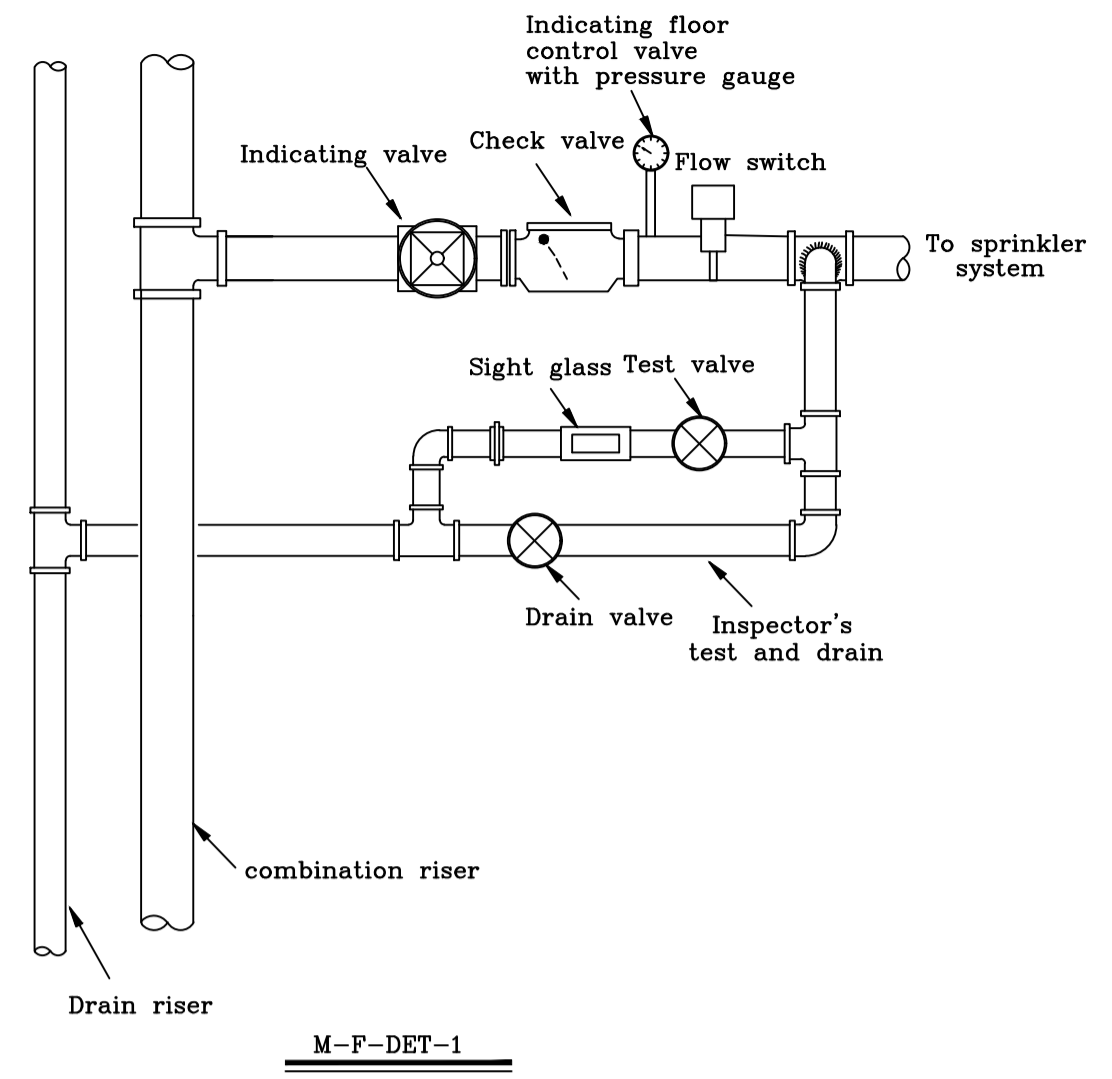 Indicating floor
control valve
with pressure gauge
Check valve
Indicating valve
Flow switch
To sprinkler
system
Sight glass
Test valve
Drain valve
Inspector's
test and drain
combination riser
Drain riser
M-F-DET-1